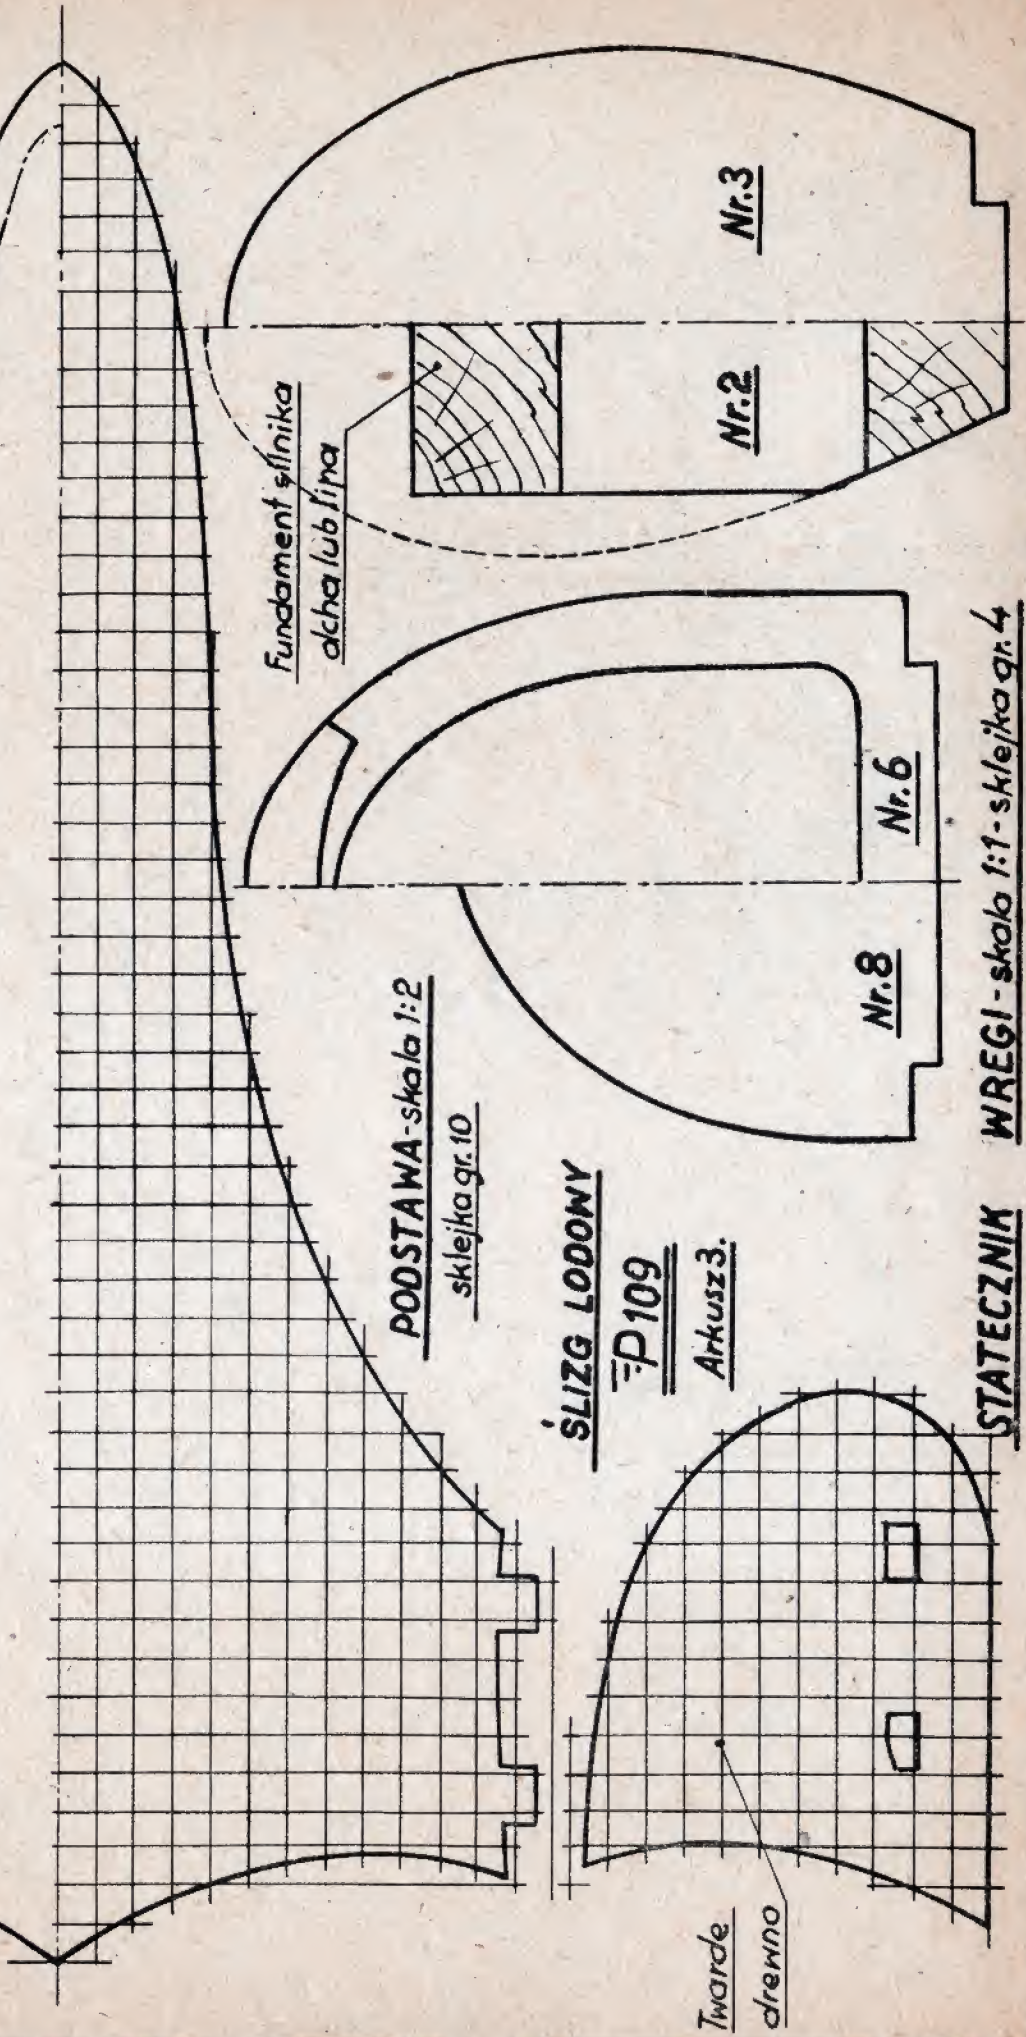 Fundament silnika
olcha lub lipa
Nr.3
Nr.2
PODSTAWA-skala 1:2
sklejka gr. 10
Nr.6
Nr.8
ŚLIZG LODOWY
P109
Arkusz 3.
Twarde
drewno
STATECZNIK
WRĘGI-skala 1:1-sklejka gr. 4